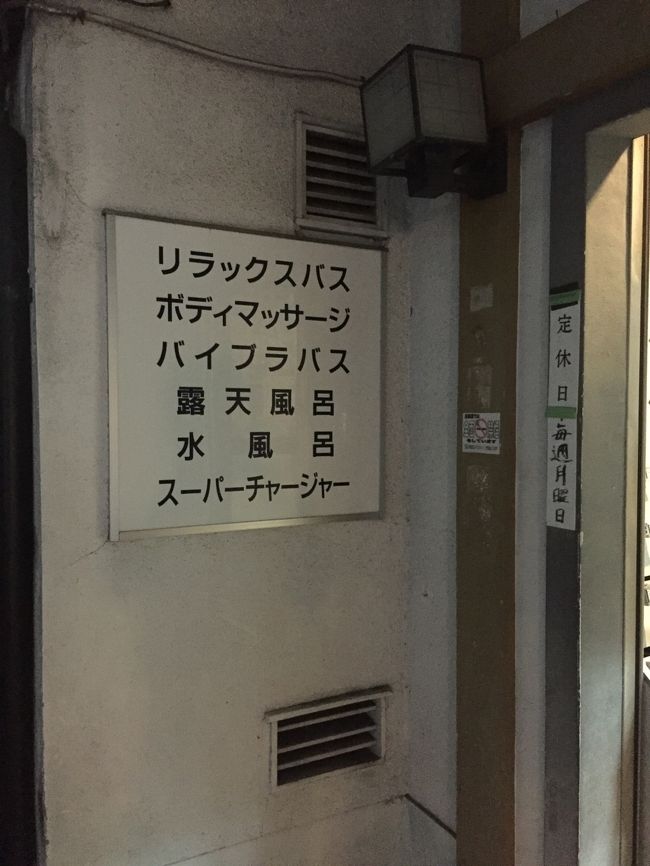 リラックスバス
ボディマッサージ
バイブラバス
露天風呂
水風呂
スーパーチャージャー
定休日
毎週月曜日